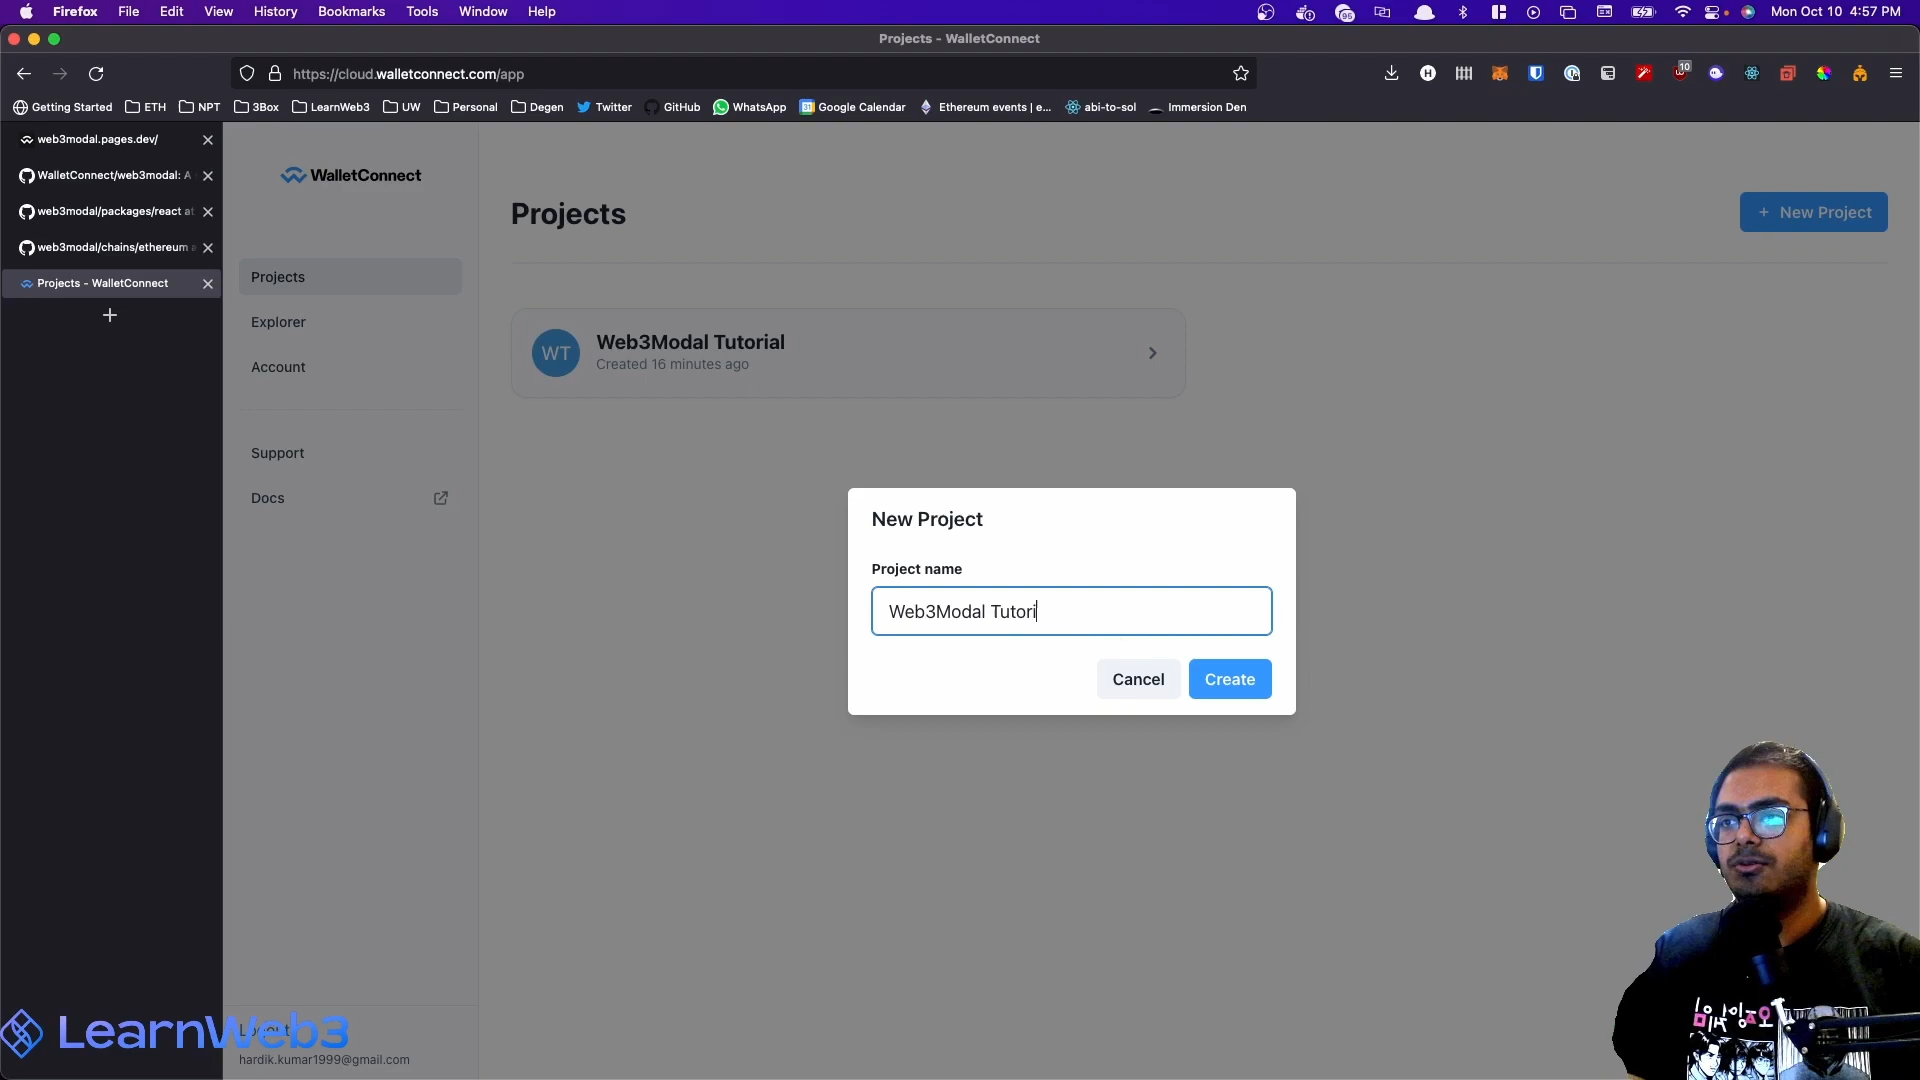 Firefox File Edit View History Bookmarks Tools Window Help
95
Mon Oct 10 4:57 PM
Projects - WalletConnect
https://cloud.walletconnect.com/app
10
Getting Started ETH NPT 3Box LearnWeb3 UW Personal Degen Twitter GitHub WhatsApp Google Calendar Ethereum events | e... abi-to-sol Immersion Den
web3modal.pages.dev/
WalletConnect/web3modal: A
web3modal/packages/react at
web3modal/chains/ethereum a
Projects - WalletConnect
WalletConnect
Projects
Explorer
Account
Support
Docs
Projects
+ New Project
WT
Web3Modal Tutorial
Created 16 minutes ago
New Project
Project name
Web3Modal Tutori
Cancel
Create
LearnWeb3
hardik.kumar1999@gmail.com